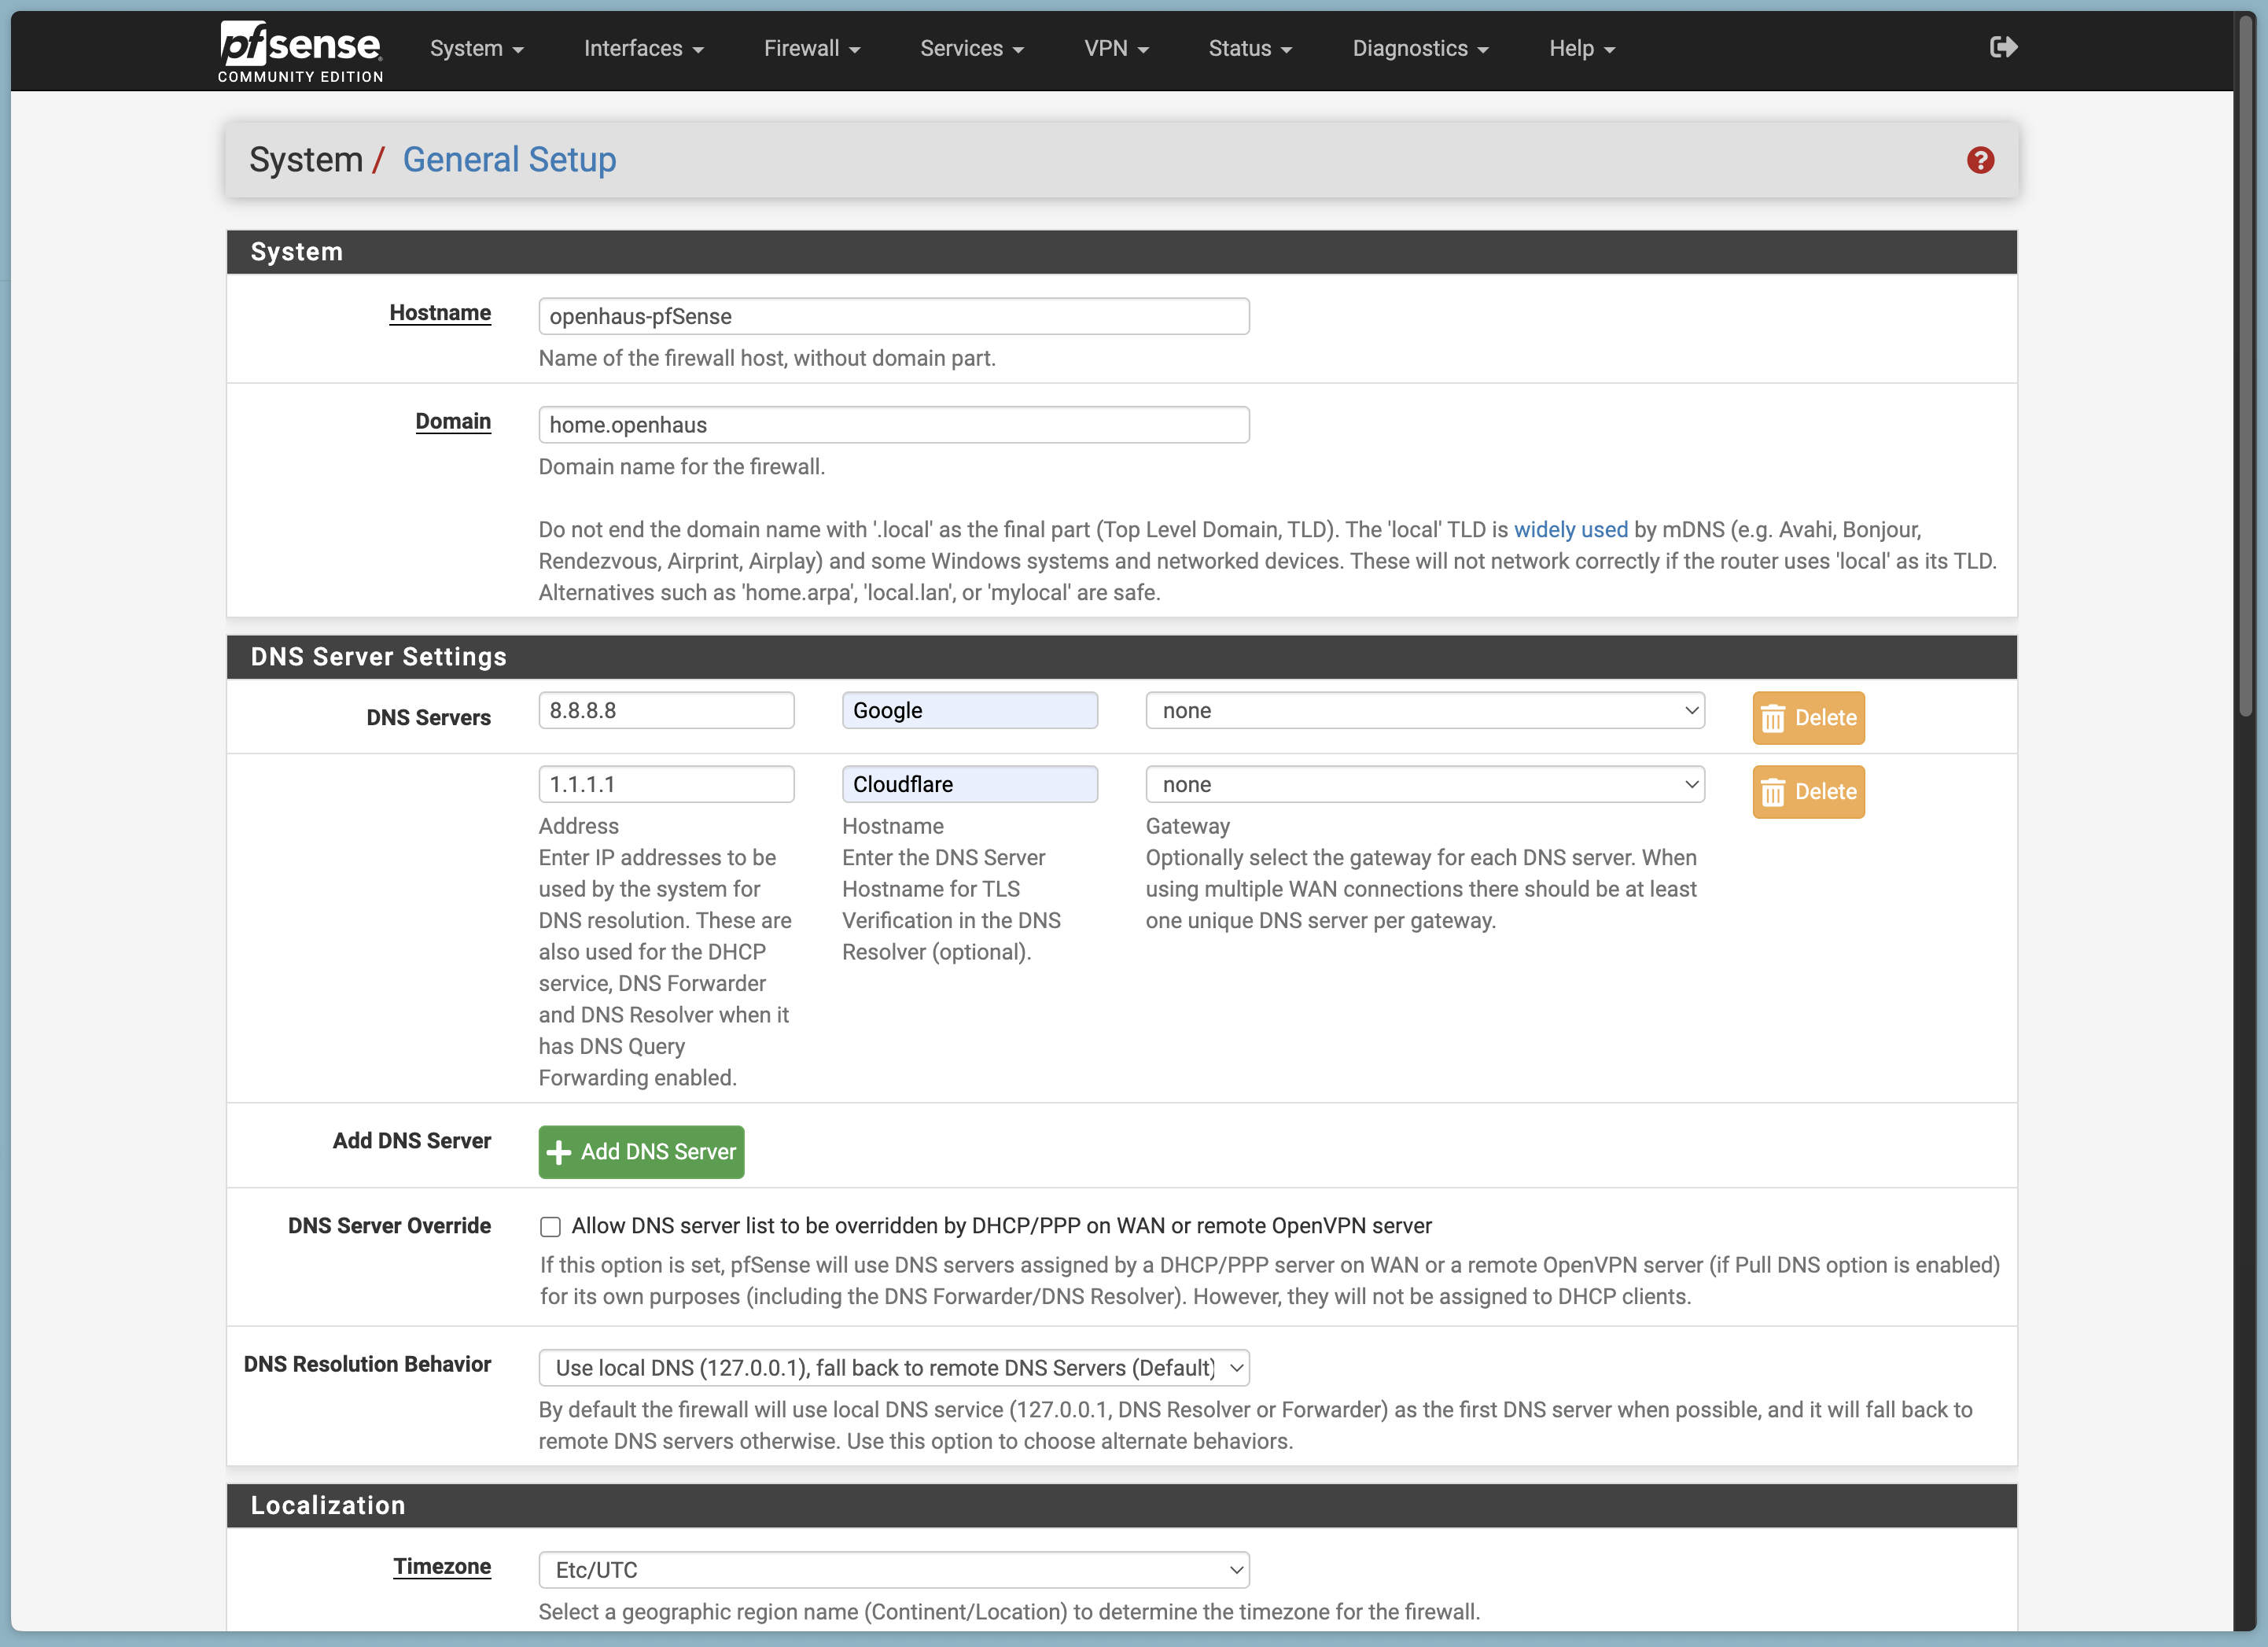 pfsense
COMMUNITY EDITION
System
Interfaces
Firewall
Services
VPN
Status
Diagnostics
Help
System / General Setup
?
System
Hostname
openhaus-pfSense
Name of the firewall host, without domain part.
Domain
home.openhaus
Domain name for the firewall.
Do not end the domain name with '.local' as the final part (Top Level Domain, TLD). The 'local' TLD is widely used by mDNS (e.g. Avahi, Bonjour,
Rendezvous, Airprint, Airplay) and some Windows systems and networked devices. These will not network correctly if the router uses 'local' as its TLD.
Alternatives such as 'home.arpa', 'local.lan', or 'mylocal' are safe.
DNS Server Settings
DNS Servers
8.8.8.8
Google
none
Delete
1.1.1.1
Cloudflare
none
Delete
Address
Enter IP addresses to be
used by the system for
DNS resolution. These are
also used for the DHCP
service, DNS Forwarder
and DNS Resolver when it
has DNS Query
Forwarding enabled.
Hostname
Enter the DNS Server
Hostname for TLS
Verification in the DNS
Resolver (optional).
Gateway
Optionally select the gateway for each DNS server. When
using multiple WAN connections there should be at least
one unique DNS server per gateway.
Add DNS Server
Add DNS Server
DNS Server Override
Allow DNS server list to be overridden by DHCP/PPP on WAN or remote OpenVPN server
If this option is set, pfSense will use DNS servers assigned by a DHCP/PPP server on WAN or a remote OpenVPN server (if Pull DNS option is enabled)
for its own purposes (including the DNS Forwarder/DNS Resolver). However, they will not be assigned to DHCP clients.
DNS Resolution Behavior
Use local DNS (127.0.0.1), fall back to remote DNS Servers (Default)
By default the firewall will use local DNS service (127.0.0.1, DNS Resolver or Forwarder) as the first DNS server when possible, and it will fall back to
remote DNS servers otherwise. Use this option to choose alternate behaviors.
Localization
Timezone
Etc/UTC
Select a geographic region name (Continent/Location) to determine the timezone for the firewall.